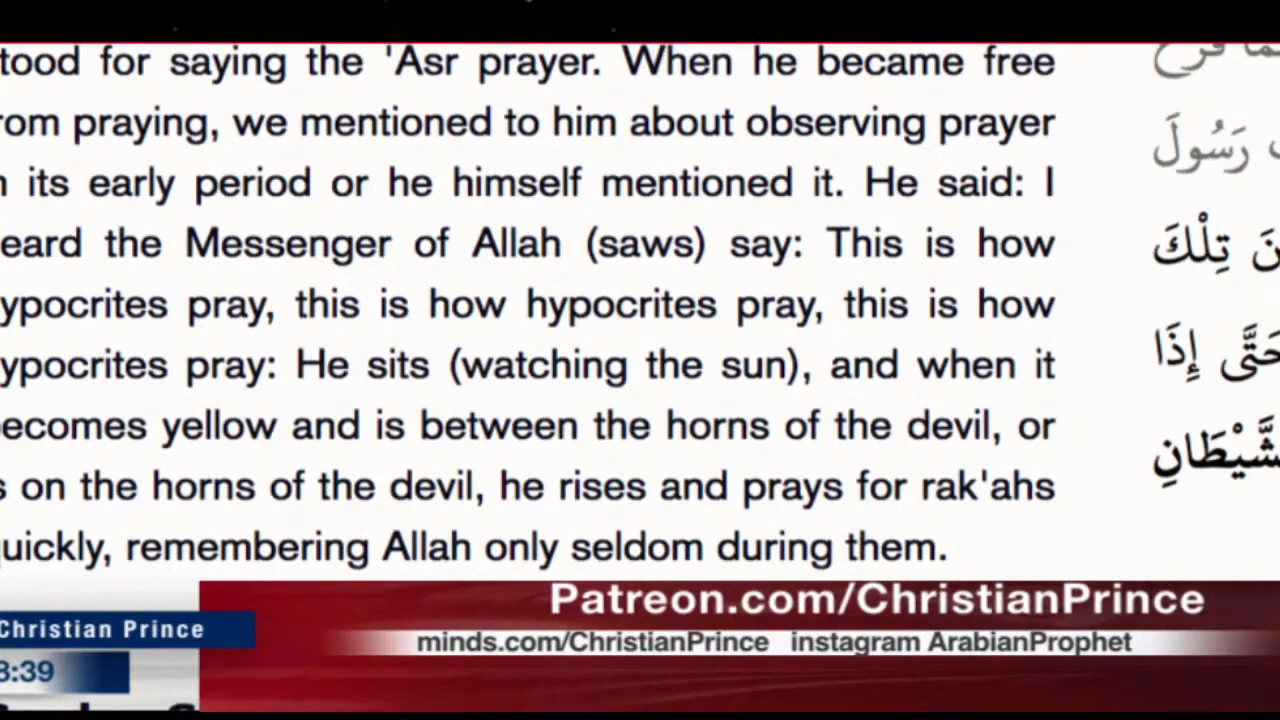 tood for saying the 'Asr prayer. When he became free
rom praying, we mentioned to him about observing prayer
its early period or he himself mentioned it. He said: I
eard the Messenger of Allah (saws) say: This is how
ypocrites pray, this is how hypocrites pray, this is how
ypocrites pray: He sits (watching the sun), and when it
ecomes yellow and is between the horns of the devil, or
s on the horns of the devil, he rises and prays for rak'ahs
quickly, remembering Allah only seldom during them.
رَسُولَ
تِلْكَ
حَتَّى إِذَا
شَّيْطَانِ
Patreon.com/ChristianPrince
Christian Prince
minds.com/ChristianPrince instagram ArabianProphet
8:39